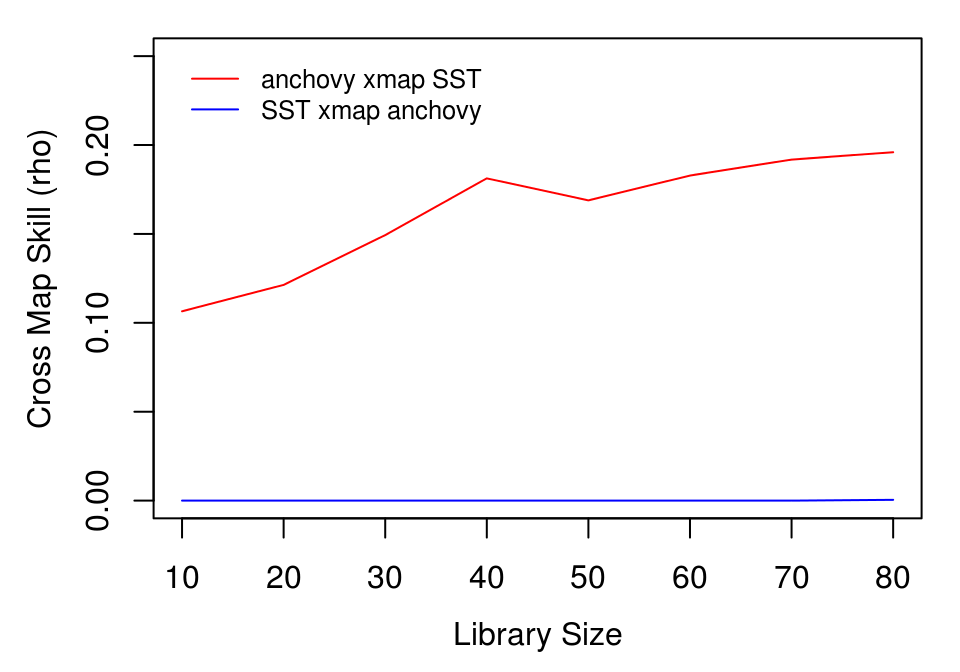 anchovy xmap SST
SST xmap anchovy
Cross Map Skill (rho)
0.20
0.10
0.00
10 20 30 40 50 60 70 80
Library Size